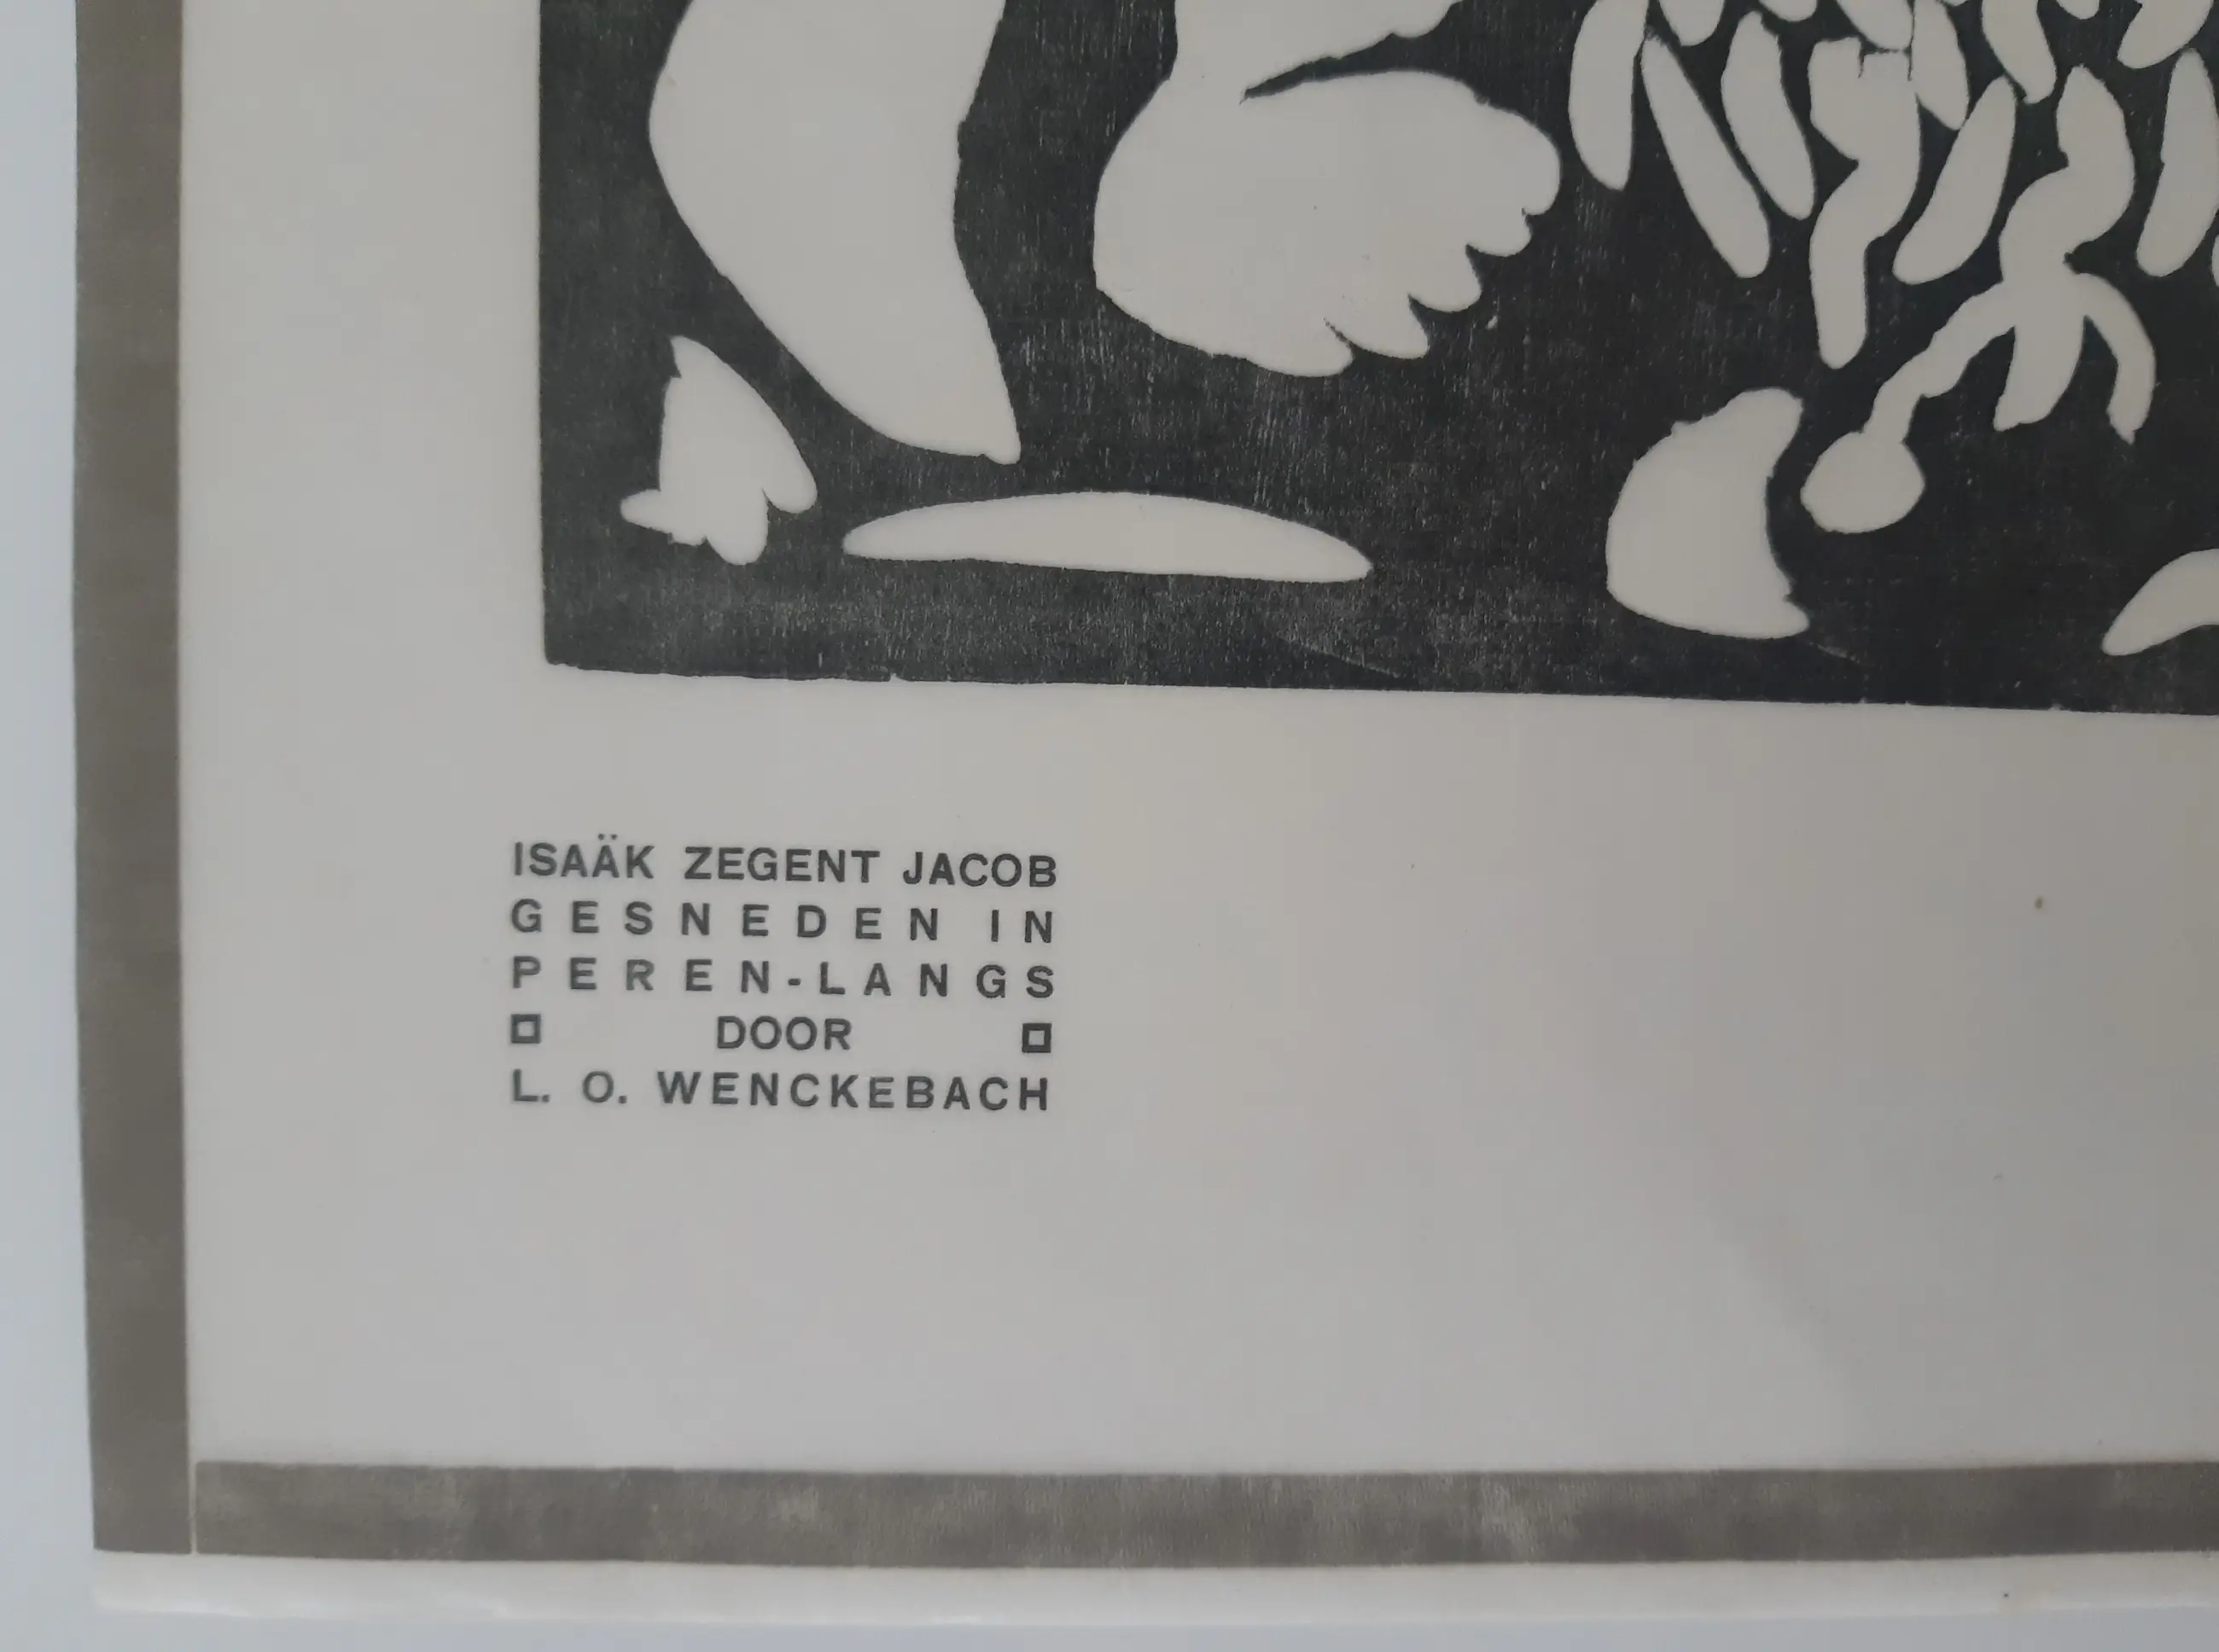 ISAÄK ZEGENT JACOB
GESNEDEN IN
PEREN-LANGS
DOOR
L. O. WENCKEBACH